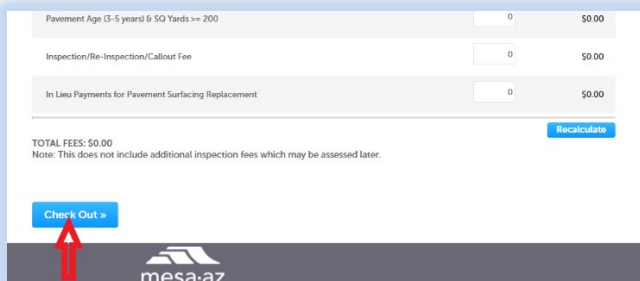 Pavement Age (3-5 years) & SQ Yards >= 200 0 $0.00
Inspection/Re-Inspection/Callout Fee 0 $0.00
In Lieu Payments for Pavement Surfacing Replacement 0 $0.00
Recalculate
TOTAL FEES: $0.00
Note: This does not include additional inspection fees which may be assessed later.
Check Out »
mesa·az